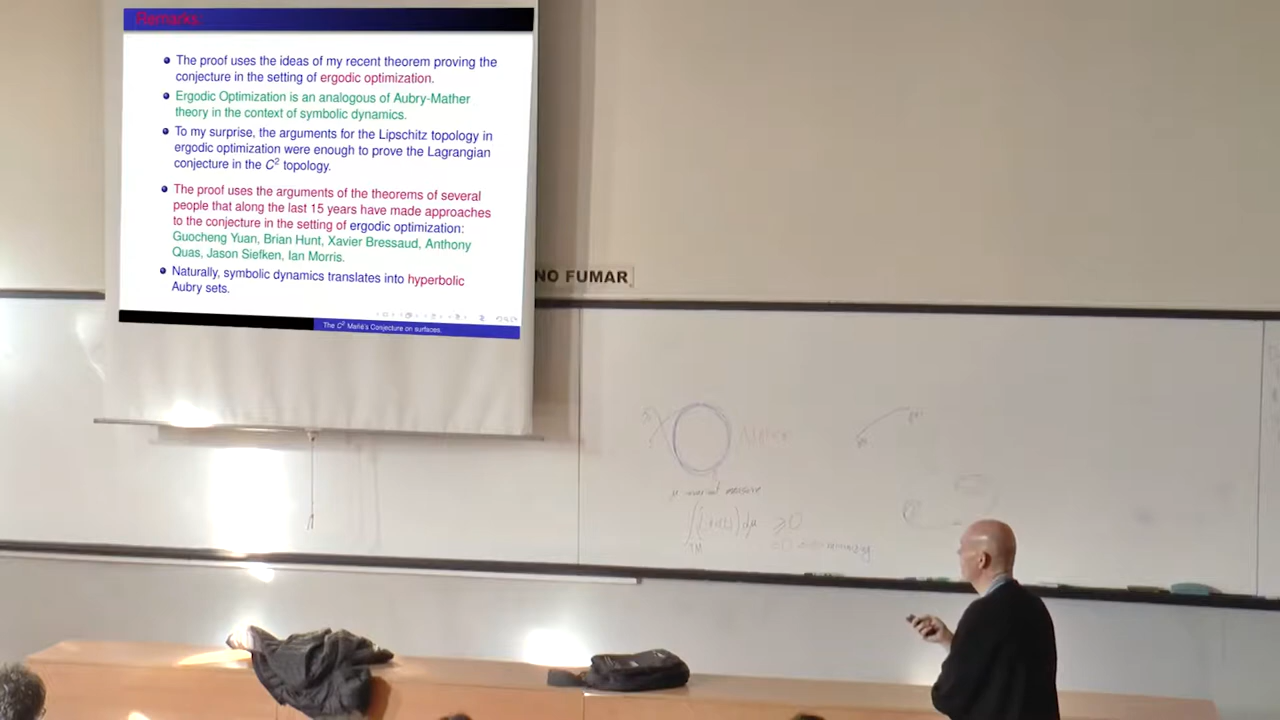 Remarks:
The proof uses the ideas of my recent theorem proving the
conjecture in the setting of ergodic optimization.
Ergodic Optimization is an analogous of Aubry-Mather
theory in the context of symbolic dynamics.
To my surprise, the arguments for the Lipschitz topology in
ergodic optimization were enough to prove the Lagrangian
conjecture in the C² topology.
The proof uses the arguments of the theorems of several
people that along the last 15 years have made approaches
to the conjecture in the setting of ergodic optimization:
Guocheng Yuan, Brian Hunt, Xavier Bressaud, Anthony
Quas, Jason Siefken, Ian Morris.
Naturally, symbolic dynamics translates into hyperbolic
Aubry sets.
The C² Mañé's Conjecture on surfaces.
NO FUMAR
μ invariant measure